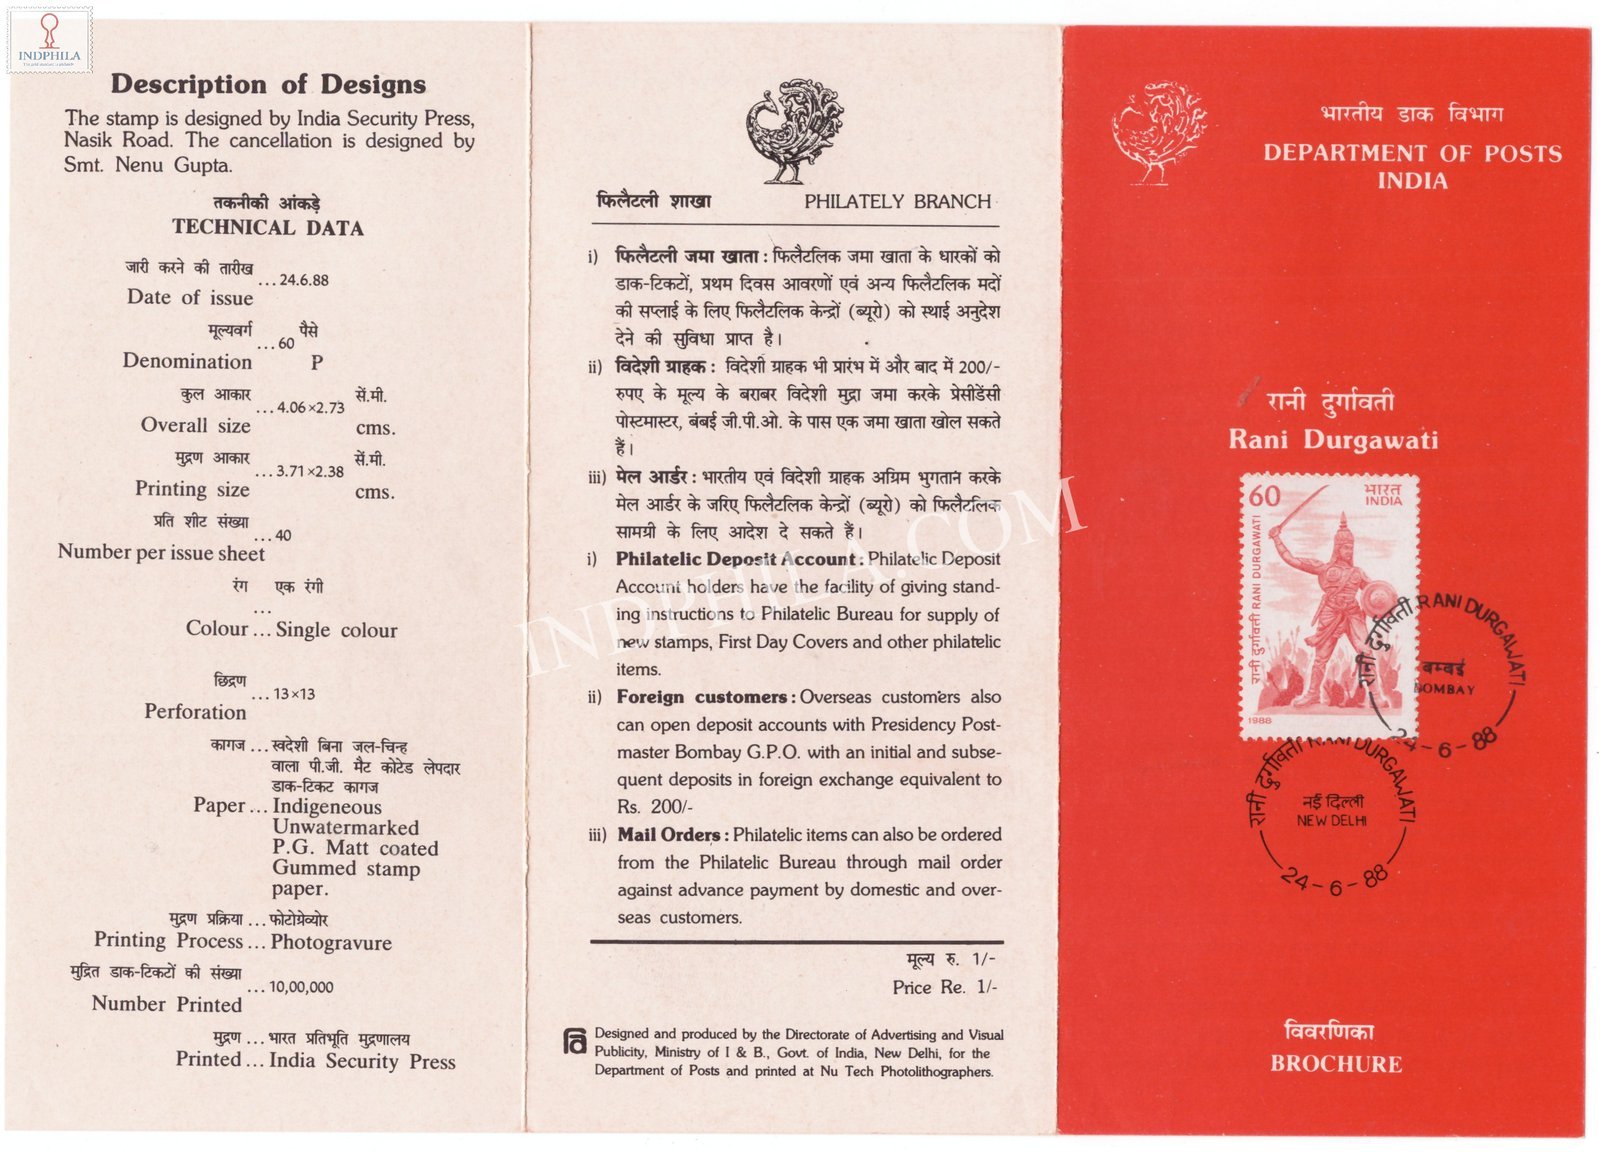 INDPHILA
Description of Designs
The stamp is designed by India Security Press,
Nasik Road. The cancellation is designed by
Smt. Nenu Gupta.
तकनीकी आंकड़े
TECHNICAL DATA
जारी करने की तारीख
Date of issue ...24.6.88
मूल्यवर्ग पैसे
Denomination ...60 P
कुल आकार सें.मी.
Overall size ...4.06×2.73 cms.
मुद्रण आकार सें.मी.
Printing size ...3.71×2.38 cms.
प्रति शीट संख्या
Number per issue sheet ...40
रंग ... एक रंगी
Colour ... Single colour
छिद्रण
Perforation ...13×13
कागज ... स्वदेशी बिना जल-चिन्ह
वाला पी.जी. मैट कोटेड लेपदार
डाक-टिकट कागज
Paper ... Indigeneous
Unwatermarked
P.G. Matt coated
Gummed stamp
paper.
मुद्रण प्रक्रिया ... फोटोग्रेव्योर
Printing Process ... Photogravure
मुद्रित डाक-टिकटों की संख्या
Number Printed ...10,00,000
मुद्रण ... भारत प्रतिभूति मुद्रणालय
Printed ... India Security Press
फिलैटली शाखा PHILATELY BRANCH
i) फिलैटली जमा खाता : फिलैटलिक जमा खाता के धारकों को
डाक-टिकटों, प्रथम दिवस आवरणों एवं अन्य फिलैटलिक मदों
की सप्लाई के लिए फिलैटलिक केन्द्रों (ब्यूरो) को स्थाई अनुदेश
देने की सुविधा प्राप्त है।
ii) विदेशी ग्राहक : विदेशी ग्राहक भी प्रारंभ में और बाद में 200/-
रुपए के मूल्य के बराबर विदेशी मुद्रा जमा करके प्रेसीडेंसी
पोस्टमास्टर, बंबई जी.पी.ओ. के पास एक जमा खाता खोल सकते
हैं।
iii) मेल आर्डर : भारतीय एवं विदेशी ग्राहक अग्रिम भुगतान करके
मेल आर्डर के जरिए फिलैटलिक केन्द्रों (ब्यूरो) को फिलैटलिक
सामग्री के लिए आदेश दे सकते हैं।
i) Philatelic Deposit Account : Philatelic Deposit
Account holders have the facility of giving stand-
ing instructions to Philatelic Bureau for supply of
new stamps, First Day Covers and other philatelic
items.
ii) Foreign customers : Overseas customers also
can open deposit accounts with Presidency Post-
master Bombay G.P.O. with an initial and subse-
quent deposits in foreign exchange equivalent to
Rs. 200/-
iii) Mail Orders : Philatelic items can also be ordered
from the Philatelic Bureau through mail order
against advance payment by domestic and over-
seas customers.
मूल्य रु. 1/-
Price Re. 1/-
Designed and produced by the Directorate of Advertising and Visual
Publicity, Ministry of I & B., Govt. of India, New Delhi, for the
Department of Posts and printed at Nu Tech Photolithographers.
INDPHILA.COM
भारतीय डाक विभाग
DEPARTMENT OF POSTS
INDIA
रानी दुर्गावती
Rani Durgawati
60 भारत
INDIA
रानी दुर्गावती RANI DURGAWATI
1988
रानी दुर्गावती RANI DURGAWATI
बम्बई
BOMBAY
24-6-88
रानी दुर्गावती RANI DURGAWATI
नई दिल्ली
NEW DELHI
24-6-88
विवरणिका
BROCHURE